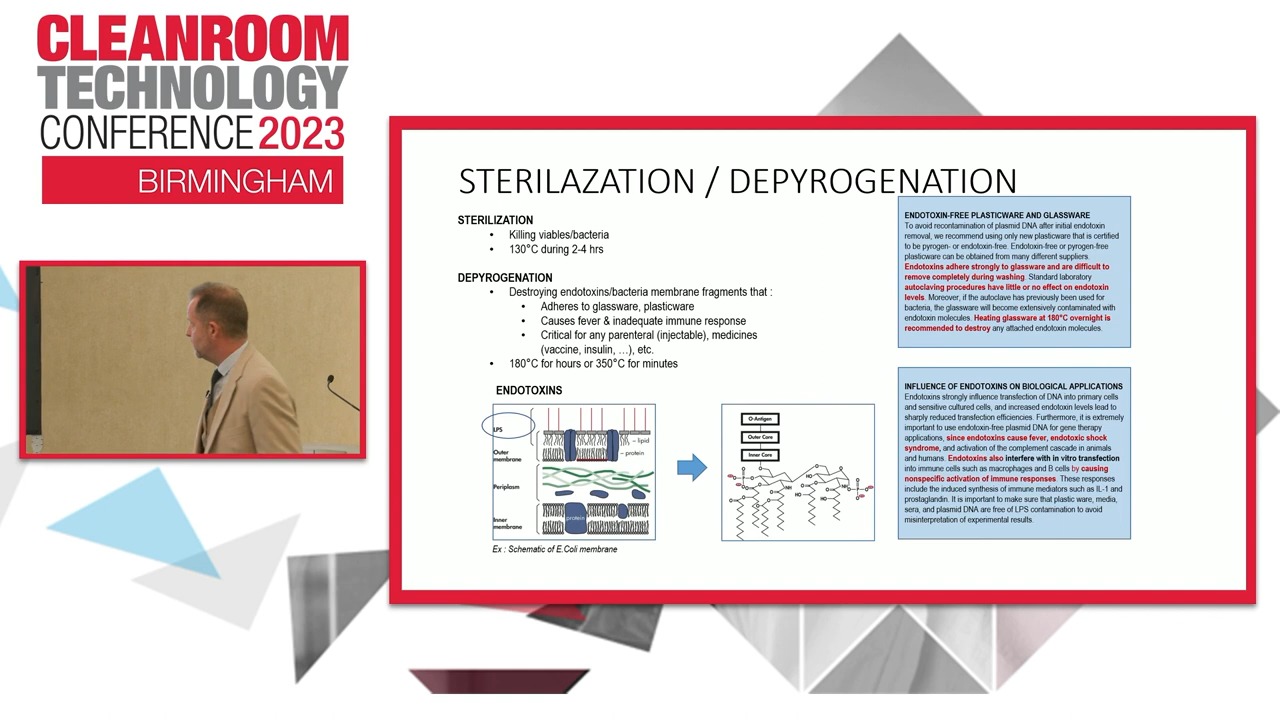 CLEANROOM
TECHNOLOGY
CONFERENCE 2023
BIRMINGHAM
STERILAZATION / DEPYROGENATION
STERILIZATION
• Killing viables/bacteria
• 130°C during 2-4 hrs
DEPYROGENATION
• Destroying endotoxins/bacteria membrane fragments that :
• Adheres to glassware, plasticware
• Causes fever & inadequate immune response
• Critical for any parenteral (injectable), medicines
(vaccine, insulin, …), etc.
• 180°C for hours or 350°C for minutes
ENDOTOXINS
LPS
– lipid
Outer
membrane
– protein
Periplasm
Inner
membrane
protein
Ex : Schematic of E.Coli membrane
O-Antigen
Outer Core
Inner Core
ENDOTOXIN-FREE PLASTICWARE AND GLASSWARE
To avoid recontamination of plasmid DNA after initial endotoxin
removal, we recommend using only new plasticware that is certified
to be pyrogen- or endotoxin-free. Endotoxin-free or pyrogen-free
plasticware can be obtained from many different suppliers.
Endotoxins adhere strongly to glassware and are difficult to
remove completely during washing. Standard laboratory
autoclaving procedures have little or no effect on endotoxin
levels. Moreover, if the autoclave has previously been used for
bacteria, the glassware will become extensively contaminated with
endotoxin molecules. Heating glassware at 180°C overnight is
recommended to destroy any attached endotoxin molecules.
INFLUENCE OF ENDOTOXINS ON BIOLOGICAL APPLICATIONS
Endotoxins strongly influence transfection of DNA into primary cells
and sensitive cultured cells, and increased endotoxin levels lead to
sharply reduced transfection efficiencies. Furthermore, it is extremely
important to use endotoxin-free plasmid DNA for gene therapy
applications, since endotoxins cause fever, endotoxic shock
syndrome, and activation of the complement cascade in animals
and humans. Endotoxins also interfere with in vitro transfection
into immune cells such as macrophages and B cells by causing
nonspecific activation of immune responses. These responses
include the induced synthesis of immune mediators such as IL-1 and
prostaglandin. It is important to make sure that plastic ware, media,
sera, and plasmid DNA are free of LPS contamination to avoid
misinterpretation of experimental results.